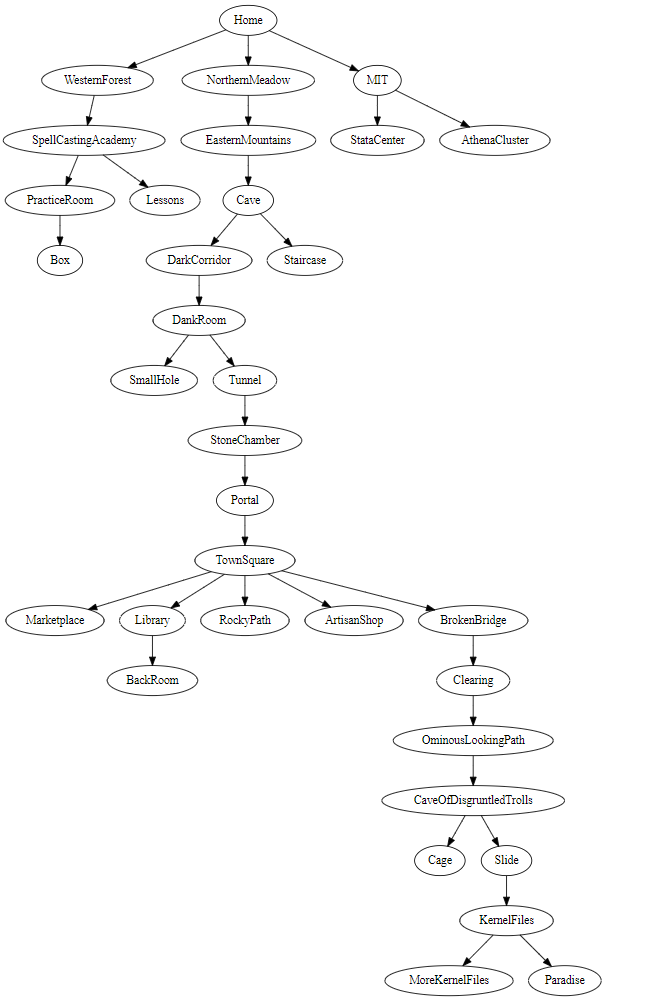 Home
WesternForest
NorthernMeadow
MIT
SpellCastingAcademy
EasternMountains
StataCenter
AthenaCluster
PracticeRoom
Lessons
Cave
Box
DarkCorridor
Staircase
DankRoom
SmallHole
Tunnel
StoneChamber
Portal
TownSquare
Marketplace
Library
RockyPath
ArtisanShop
BrokenBridge
BackRoom
Clearing
OminousLookingPath
CaveOfDisgruntledTrolls
Cage
Slide
KernelFiles
MoreKernelFiles
Paradise